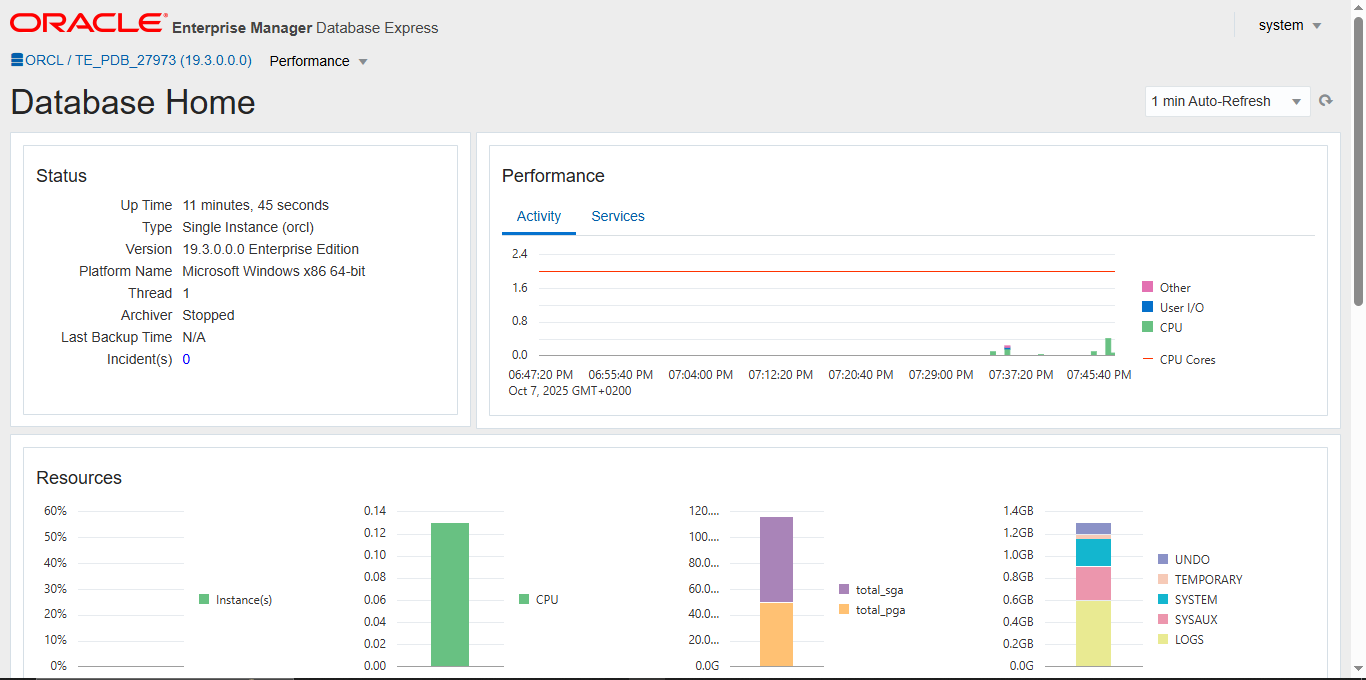 ORACLE Enterprise Manager Database Express
system
ORCL / TE_PDB_27973 (19.3.0.0.0) Performance
Database Home
1 min Auto-Refresh
Status
Up Time 11 minutes, 45 seconds
Type Single Instance (orcl)
Version 19.3.0.0.0 Enterprise Edition
Platform Name Microsoft Windows x86 64-bit
Thread 1
Archiver Stopped
Last Backup Time N/A
Incident(s) 0
Performance
Activity Services
2.4
1.6
0.8
0.0
06:47:20 PM 06:55:40 PM 07:04:00 PM 07:12:20 PM 07:20:40 PM 07:29:00 PM 07:37:20 PM 07:45:40 PM
Oct 7, 2025 GMT+0200
Other
User I/O
CPU
CPU Cores
Resources
60%
50%
40%
30%
20%
10%
0%
Instance(s)
0.14
0.12
0.10
0.08
0.06
0.04
0.02
0.00
CPU
120....
100....
80.0...
60.0...
40.0...
20.0...
0.0G
total_sga
total_pga
1.4GB
1.2GB
1.0GB
0.8GB
0.6GB
0.4GB
0.2GB
0.0G
UNDO
TEMPORARY
SYSTEM
SYSAUX
LOGS